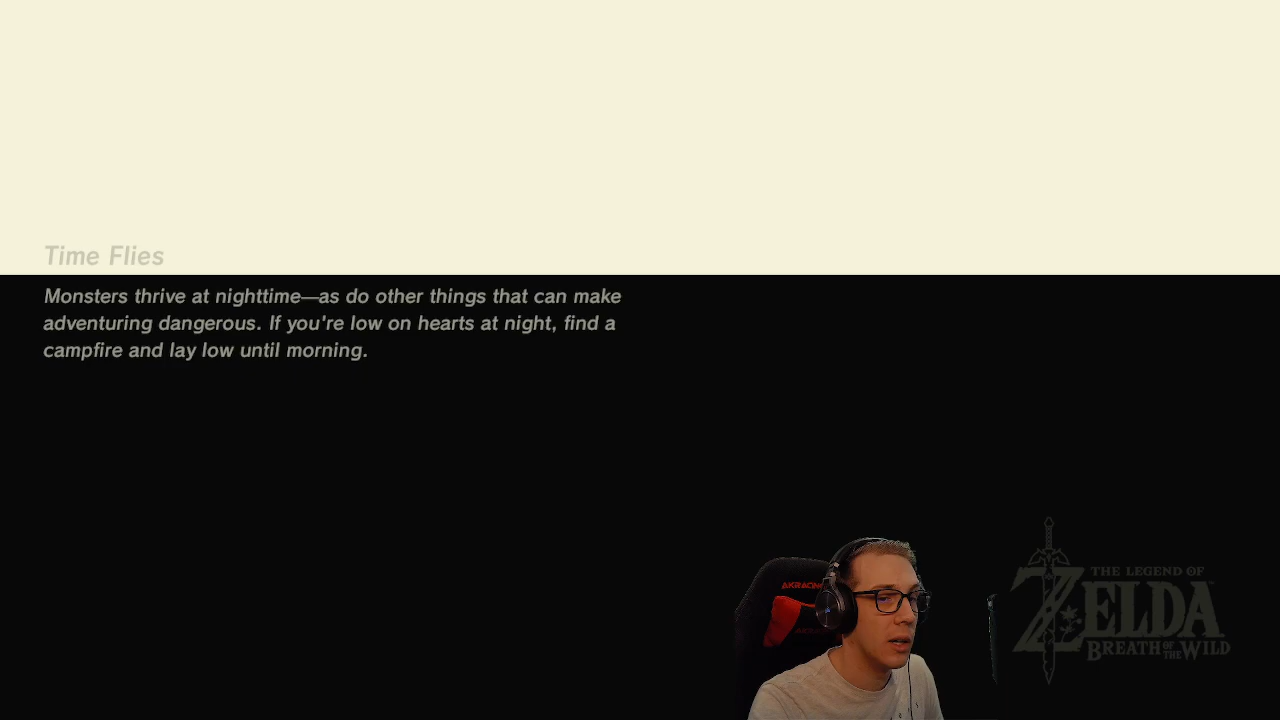 Time Flies
Monsters thrive at nighttime—as do other things that can make
adventuring dangerous. If you're low on hearts at night, find a
campfire and lay low until morning.
AKRACING
THE LEGEND OF
ZELDA
BREATH OF THE WILD